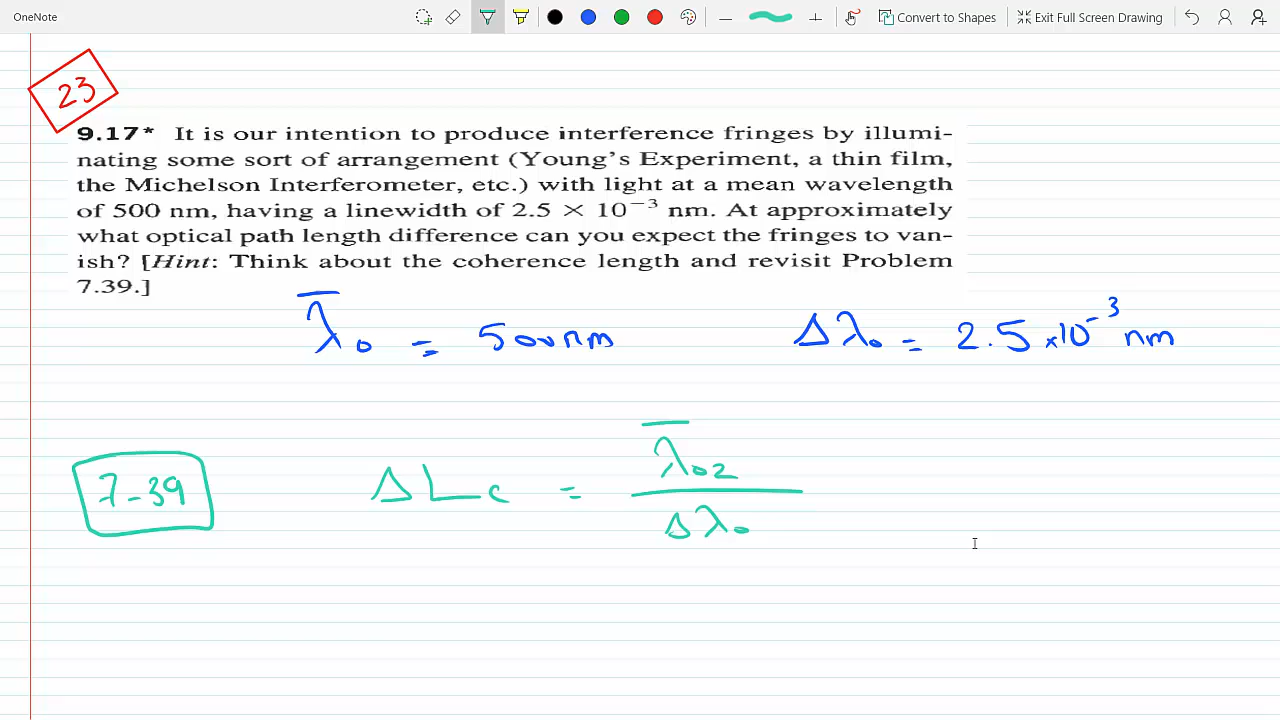 OneNote
Convert to Shapes
Exit Full Screen Drawing
23
9.17* It is our intention to produce interference fringes by illumi-
nating some sort of arrangement (Young's Experiment, a thin film,
the Michelson Interferometer, etc.) with light at a mean wavelength
of 500 nm, having a linewidth of 2.5 × 10⁻³ nm. At approximately
what optical path length difference can you expect the fringes to van-
ish? [Hint: Think about the coherence length and revisit Problem
7.39.]
λ̅₀ = 500nm Δλ₀ = 2.5 ×10⁻³ nm
7-39
ΔLc = λ̅₀2 / Δλ₀